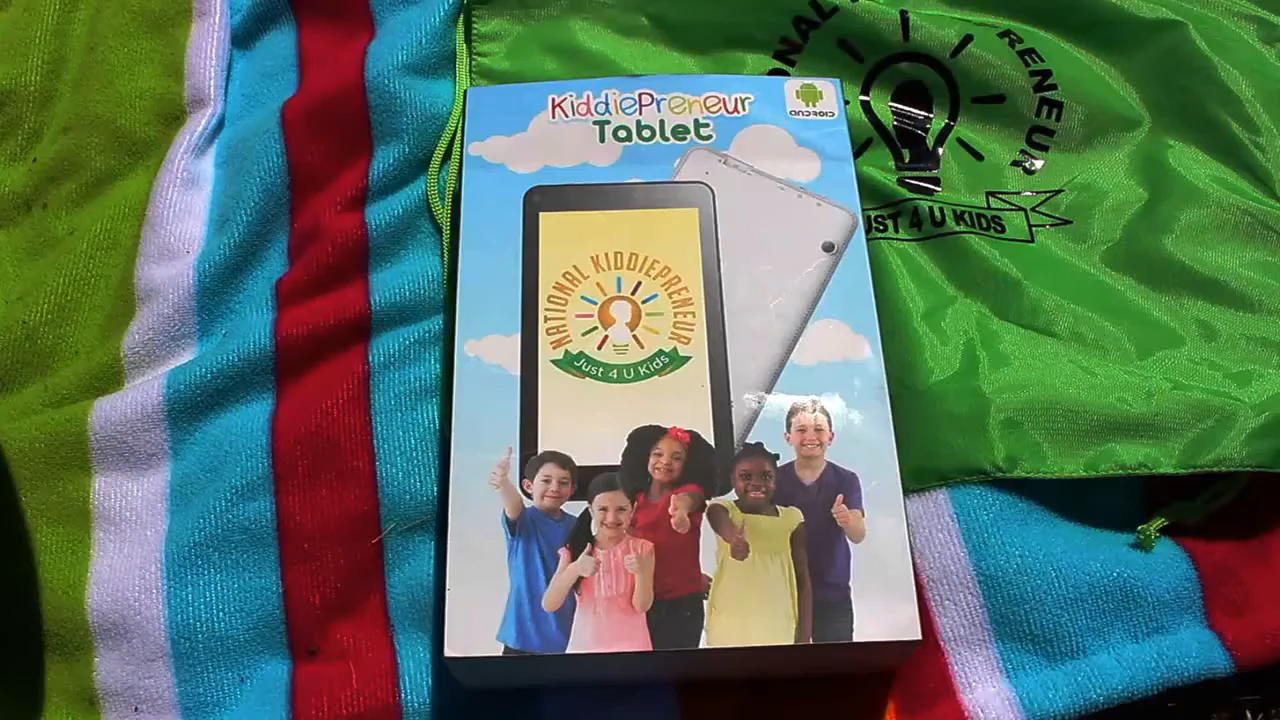 KiddiePreneur
Tablet
ANDROID
NATIONAL KIDDIEPRENEUR
Just 4 U Kids
RENEUR
JUST 4 U KIDS